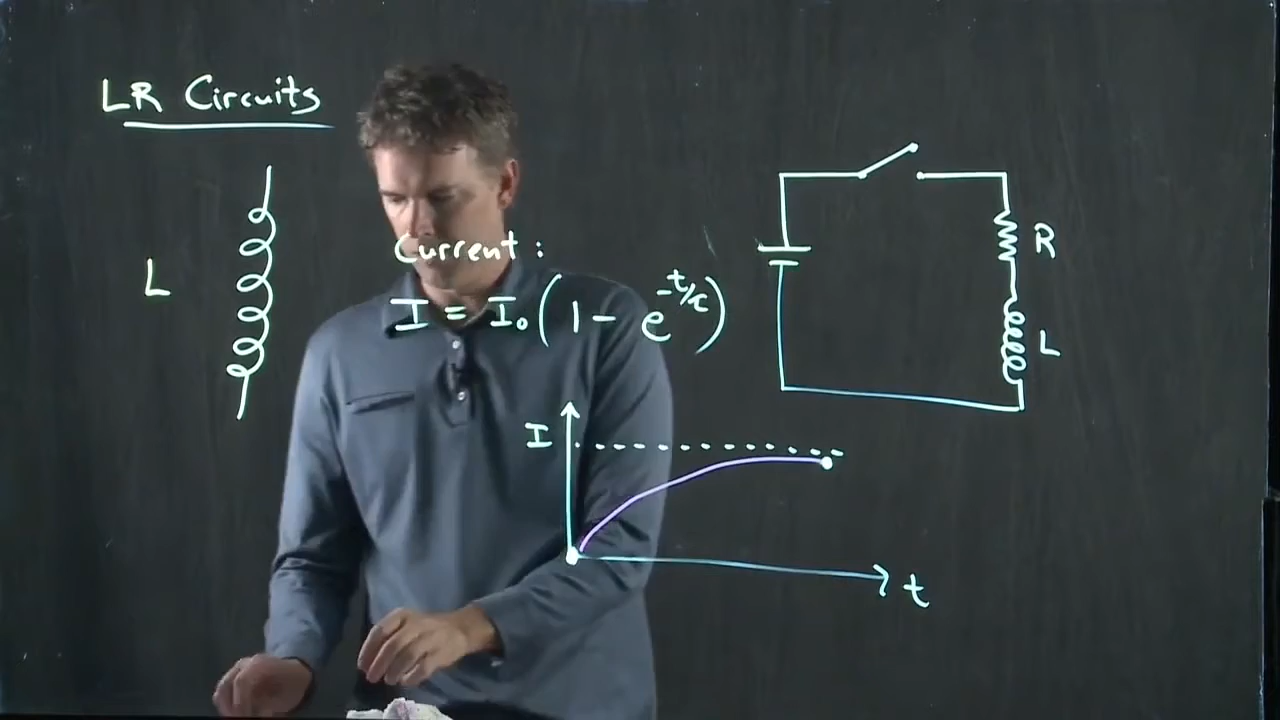 LR Circuits
L
Current:
I = I₀(1 - e^(-t/τ))
R
L
I
t